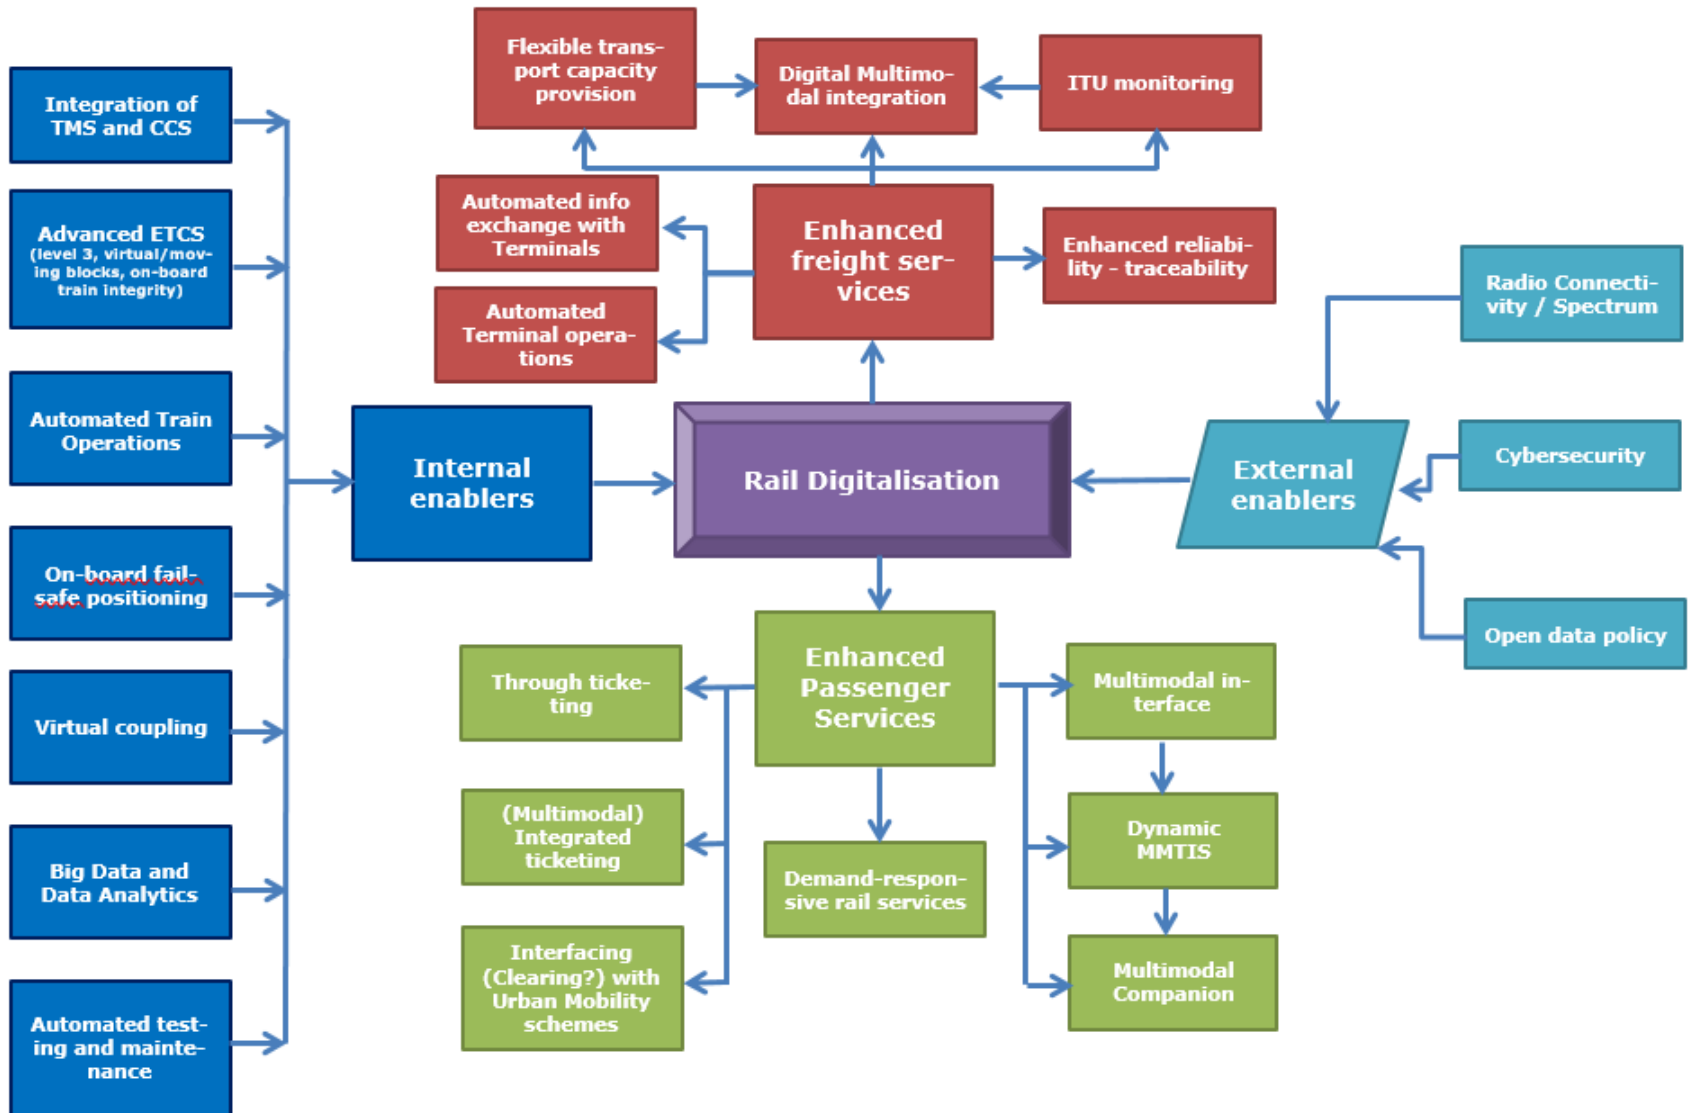 Integration of
TMS and CCS
Advanced ETCS
(level 3, virtual/mov-
ing blocks, on-board
train integrity)
Automated Train
Operations
On-board fail-
safe positioning
Virtual coupling
Big Data and
Data Analytics
Automated test-
ing and mainte-
nance
Internal
enablers
Flexible trans-
port capacity
provision
Digital Multimo-
dal integration
ITU monitoring
Automated info
exchange with
Terminals
Automated
Terminal opera-
tions
Enhanced
freight ser-
vices
Enhanced reliabi-
lity - traceability
Rail Digitalisation
Enhanced
Passenger
Services
Through ticke-
ting
(Multimodal)
Integrated
ticketing
Interfacing
(Clearing?) with
Urban Mobility
schemes
Demand-respon-
sive rail services
Multimodal in-
terface
Dynamic
MMTIS
Multimodal
Companion
External
enablers
Radio Connecti-
vity / Spectrum
Cybersecurity
Open data policy